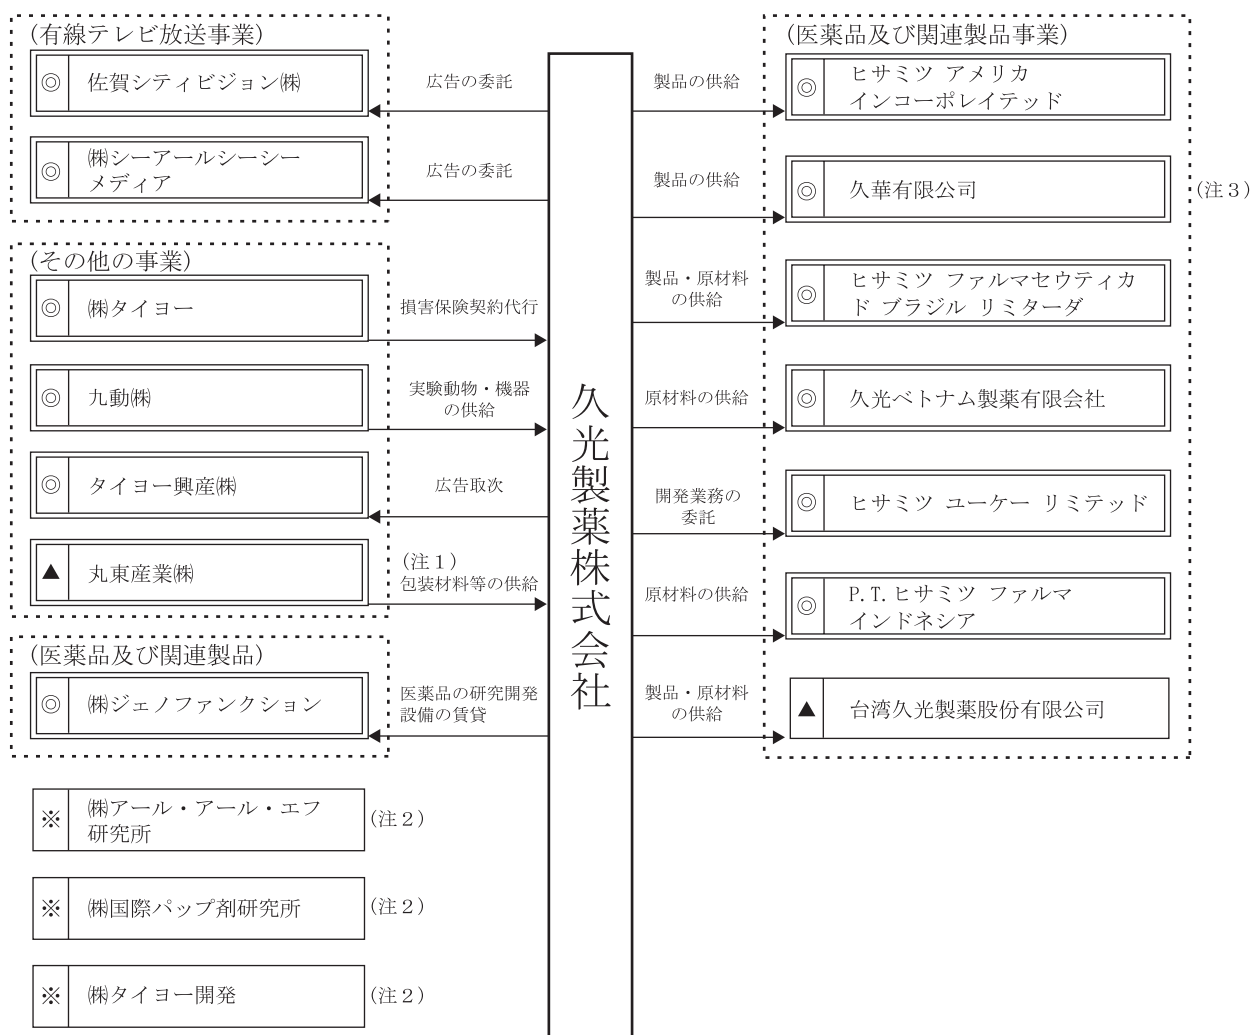 (有線テレビ放送事業)
◎ 佐賀シティビジョン㈱
広告の委託
◎ ㈱シーアールシーシー
メディア
広告の委託
(その他の事業)
◎ ㈱タイヨー
損害保険契約代行
◎ 九動㈱
実験動物・機器
の供給
◎ タイヨー興産㈱
広告取次
▲ 丸東産業㈱
(注1)
包装材料等の供給
(医薬品及び関連製品)
◎ ㈱ジェノファンクション
医薬品の研究開発
設備の賃貸
※ ㈱アール・アール・エフ
研究所
(注2)
※ ㈱国際パップ剤研究所
(注2)
※ ㈱タイヨー開発
(注2)
久光製薬株式会社
(医薬品及び関連製品事業)
製品の供給
◎ ヒサミツ アメリカ
インコーポレイテッド
製品の供給
◎ 久華有限公司
(注3)
製品・原材料
の供給
◎ ヒサミツ ファルマセウティカ
ド ブラジル リミターダ
原材料の供給
◎ 久光ベトナム製薬有限会社
開発業務の
委託
◎ ヒサミツ ユーケー リミテッド
原材料の供給
◎ P.T.ヒサミツ ファルマ
インドネシア
製品・原材料
の供給
▲ 台湾久光製薬股份有限公司